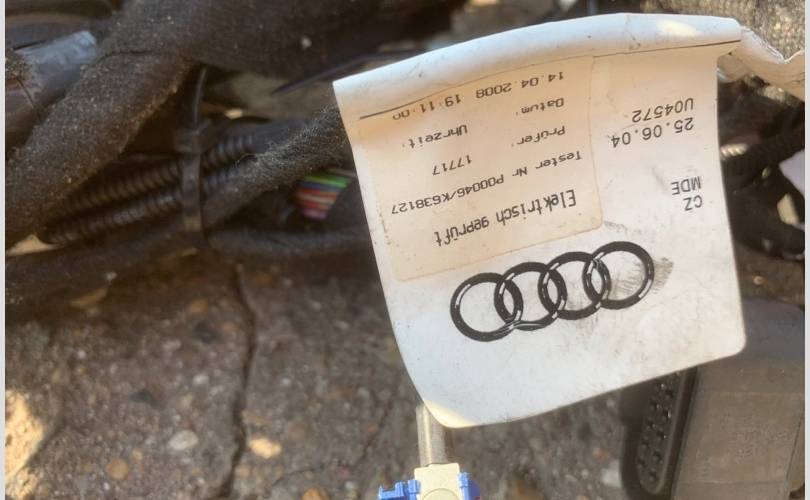 CZ
MDE
25.06.04
U04572
Elektrisch geprüft
Tester Nr P00046/K638127
Prüfer: 17717
Datum: Uhrzeit:
14.04.2008 19:11:00